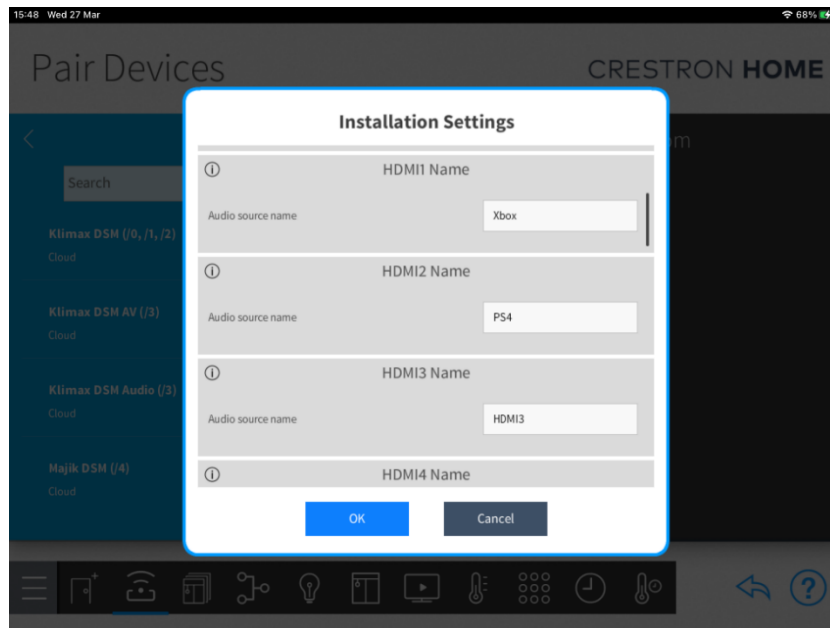 15:48 Wed 27 Mar
68%
Pair Devices
CRESTRON HOME
Installation Settings
Search
Klimax DSM (/0, /1, /2)
Cloud
Klimax DSM AV (/3)
Cloud
Klimax DSM Audio (/3)
Cloud
Majik DSM (/4)
Cloud
HDMI1 Name
Audio source name
Xbox
HDMI2 Name
Audio source name
PS4
HDMI3 Name
Audio source name
HDMI3
HDMI4 Name
OK
Cancel
om